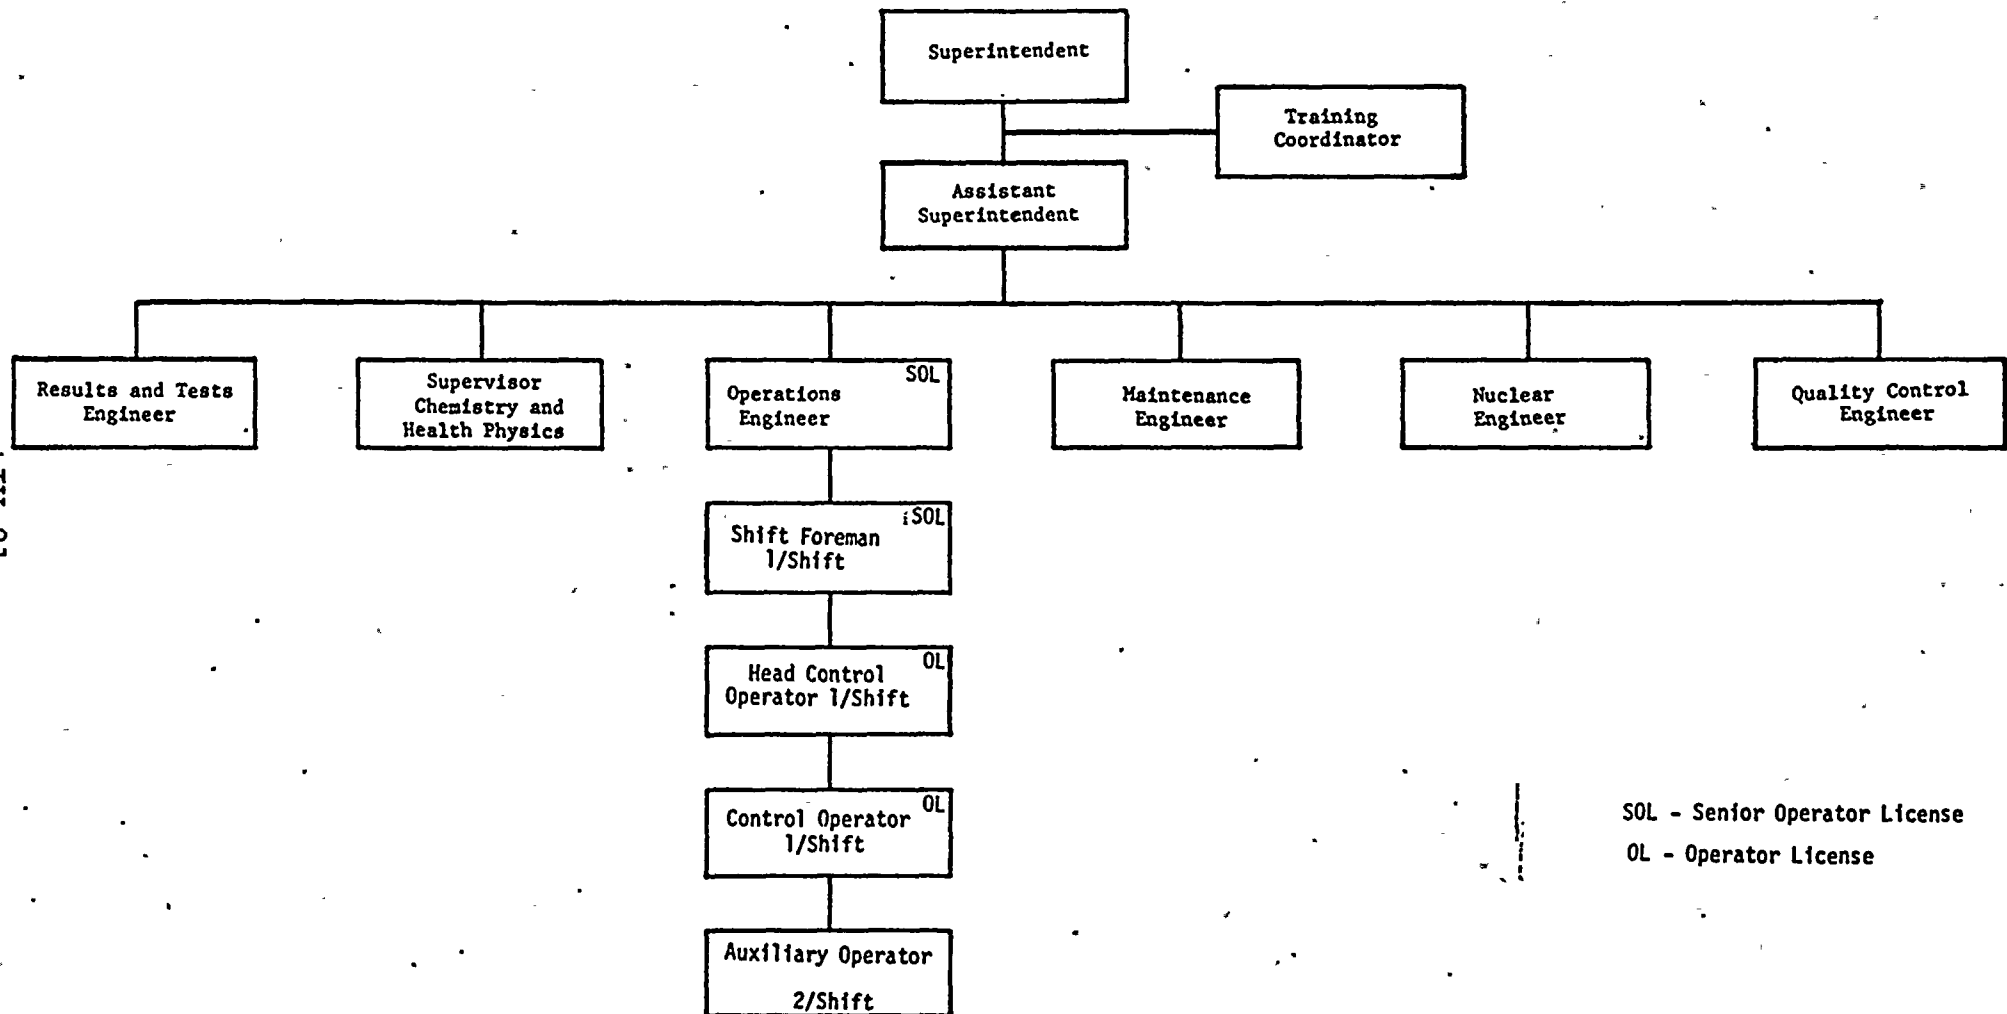 Superintendent
Training
Coordinator
Assistant
Superintendent
Results and Tests
Engineer
Supervisor
Chemistry and
Health Physics
SOL
Operations
Engineer
Maintenance
Engineer
Nuclear
Engineer
Quality Control
Engineer
SOL
Shift Foreman
1/Shift
OL
Head Control
Operator 1/Shift
OL
Control Operator
1/Shift
Auxiliary Operator
2/Shift
SOL - Senior Operator License
OL - Operator License